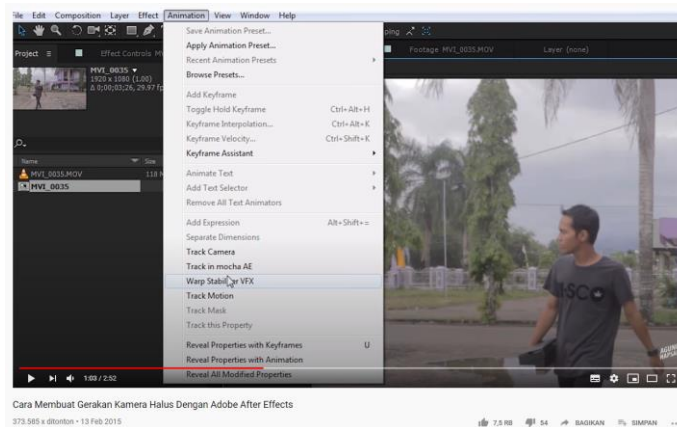 File Edit Composition Layer Effect Animation View Window Help
Save Animation Preset...
Apply Animation Preset...
Recent Animation Presets
Browse Presets...
Add Keyframe
Toggle Hold Keyframe Ctrl+Alt+H
Keyframe Interpolation... Ctrl+Alt+K
Keyframe Velocity... Ctrl+Shift+K
Keyframe Assistant
Animate Text
Add Text Selector
Remove All Text Animators
Add Expression Alt+Shift+=
Separate Dimensions
Track Camera
Track in mocha AE
Warp Stabilizer VFX
Track Motion
Track Mask
Track this Property
Reveal Properties with Keyframes U
Reveal Properties with Animation
Reveal All Modified Properties
Project
Effect Controls
MVI_0035
1920 x 1080 (1.00)
Δ 0;00;03;26, 29.97 fp
Name Size
MVI_0035.MOV 118 M
MVI_0035
ping
Footage MVI_0035.MOV Layer (none)
1:03 / 2:52
Cara Membuat Gerakan Kamera Halus Dengan Adobe After Effects
373.565 x ditonton • 13 Feb 2015
7,5 RB 54 BAGIKAN SIMPAN